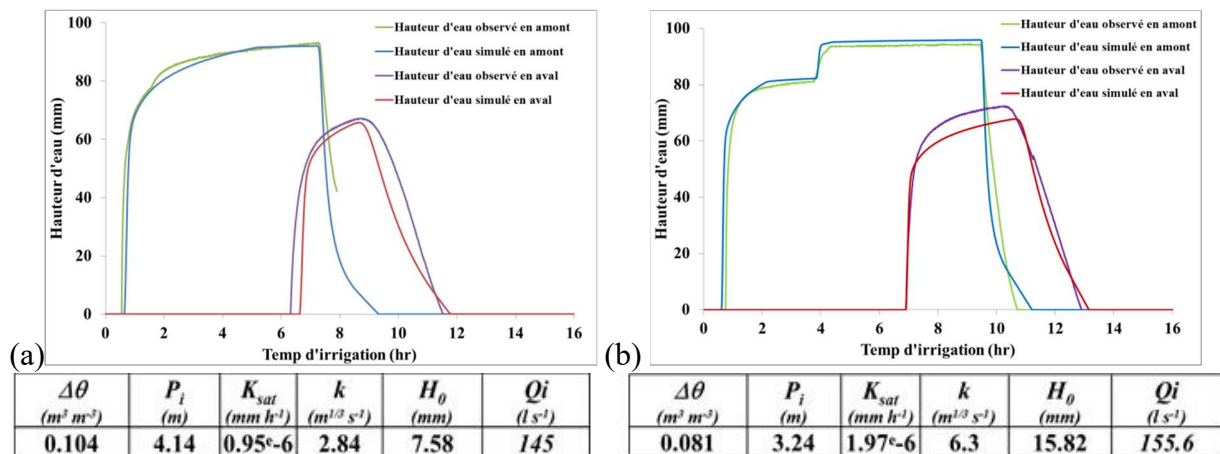 100
80
60
40
20
0
Hauteur d'eau (mm)
Hauteur d'eau observé en amont
Hauteur d'eau simulé en amont
Hauteur d'eau observé en aval
Hauteur d'eau simulé en aval
0 2 4 6 8 10 12 14 16
Temp d'irrigation (hr)
(a)
Δθ Pi Ksat k H0 Qi
(m³ m-³) (m) (mm h-¹) (m1/3 s-1) (mm) (l s-1)
0.104 4.14 0.95e-6 2.84 7.58 145
100
80
60
40
20
0
Hauteur d'eau (mm)
Hauteur d'eau observé en amont
Hauteur d'eau simulé en amont
Hauteur d'eau observé en aval
Hauteur d'eau simulé en aval
0 2 4 6 8 10 12 14 16
Temp d'irrigation (hr)
(b)
Δθ Pi Ksat k H0 Qi
(m³ m-³) (m) (mm h-¹) (m1/3 s-1) (mm) (l s-1)
0.081 3.24 1.97e-6 6.3 15.82 155.6